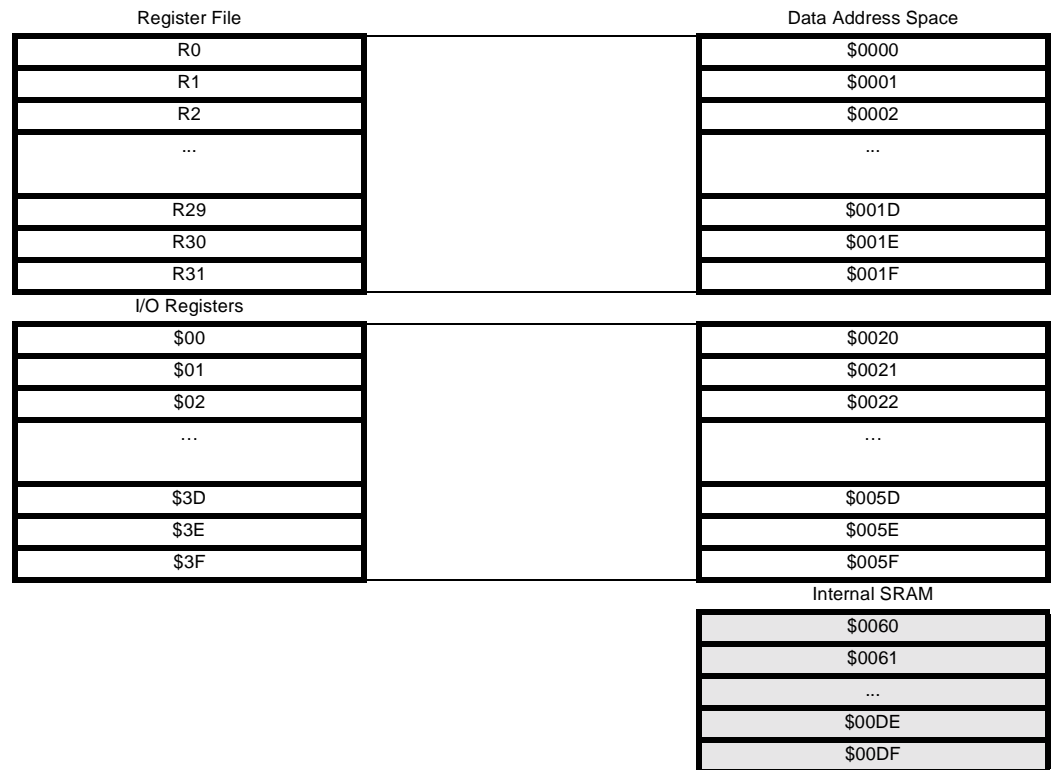 Register File Data Address Space
R0 $0000
R1 $0001
R2 $0002
... ...
R29 $001D
R30 $001E
R31 $001F
I/O Registers
$00 $0020
$01 $0021
$02 $0022
… …
$3D $005D
$3E $005E
$3F $005F
Internal SRAM
$0060
$0061
...
$00DE
$00DF